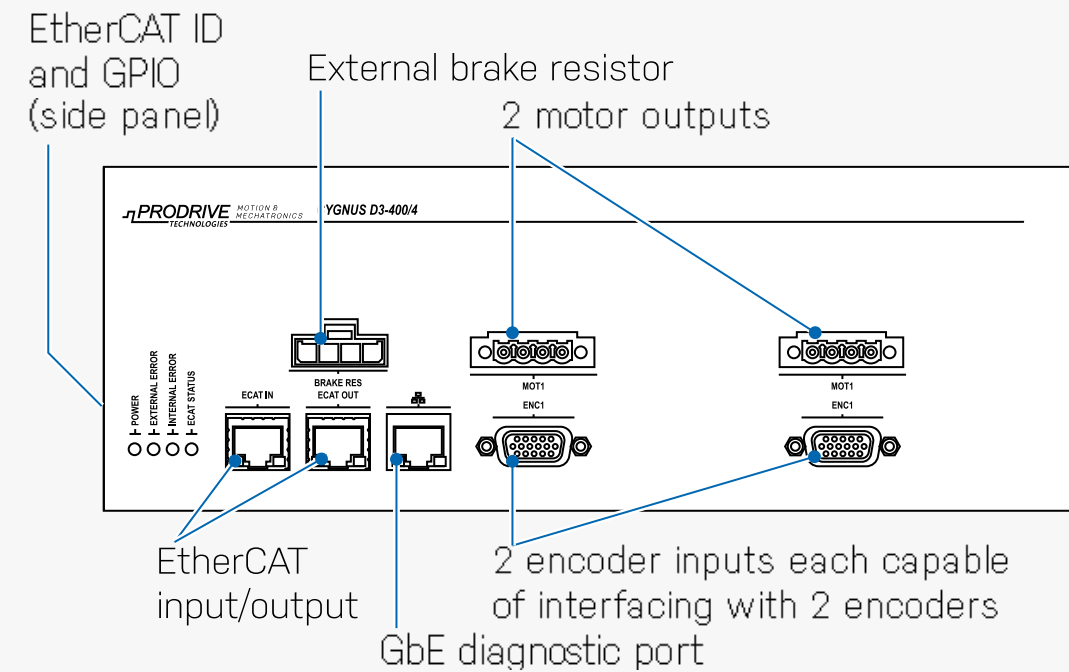 EtherCAT ID
and GPIO
(side panel)
External brake resistor
2 motor outputs
PRODRIVE
TECHNOLOGIES
MOTION &
MECHATRONICS
YGNUS D3-400/4
POWER
EXTERNAL ERROR
INTERNAL ERROR
ECAT STATUS
BRAKE RES
ECAT IN
ECAT OUT
MOT1
ENC1
MOT1
ENC1
EtherCAT
input/output
GbE diagnostic port
2 encoder inputs each capable
of interfacing with 2 encoders